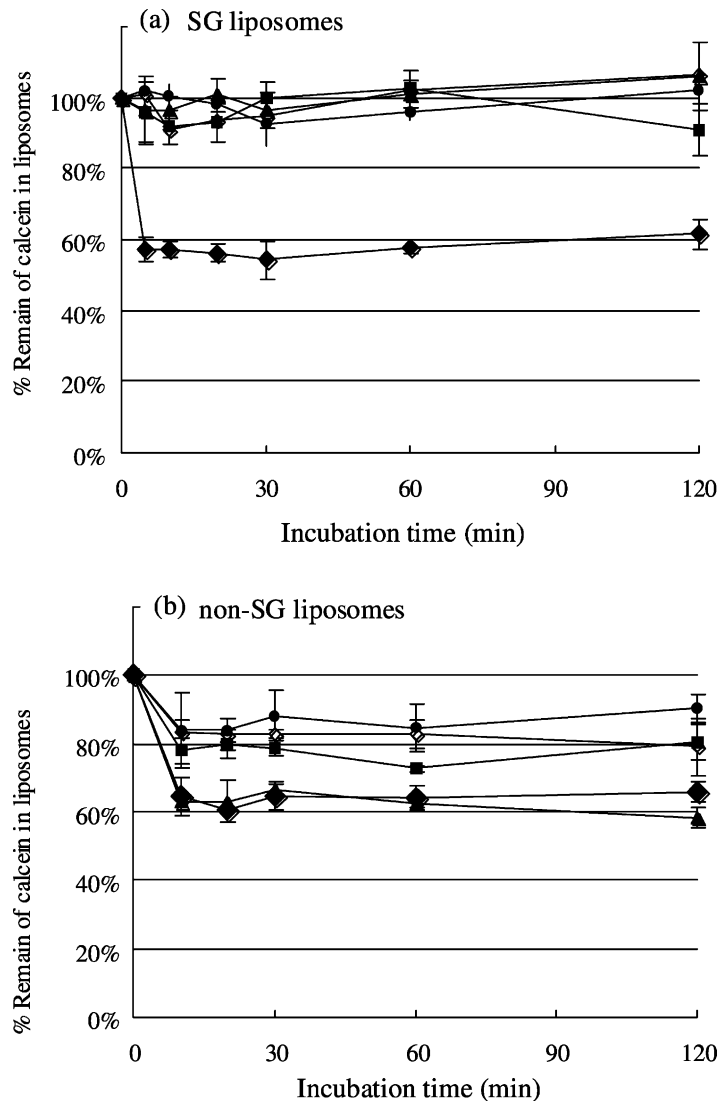 (a) SG liposomes
% Remain of calcein in liposomes
100%
80%
60%
40%
20%
0%
0 30 60 90 120
Incubation time (min)
(b) non-SG liposomes
% Remain of calcein in liposomes
100%
80%
60%
40%
20%
0%
0 30 60 90 120
Incubation time (min)